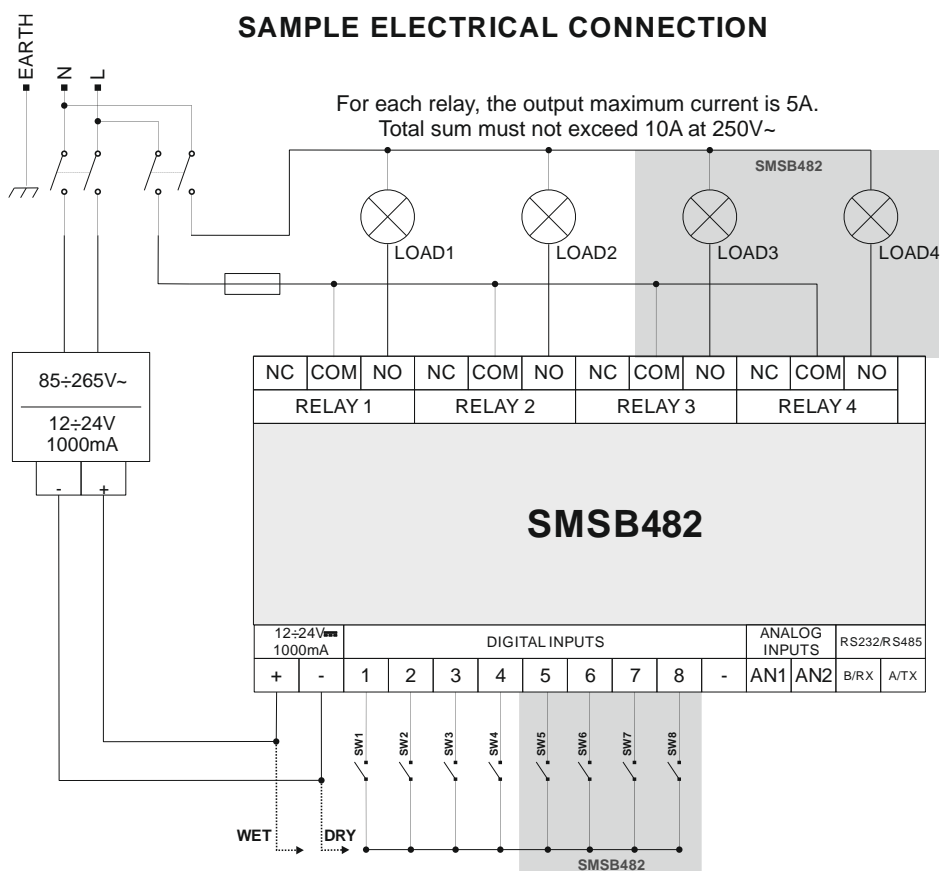 SAMPLE ELECTRICAL CONNECTION
EARTH
N
L
For each relay, the output maximum current is 5A.
Total sum must not exceed 10A at 250V~
SMSB482
LOAD1
LOAD2
LOAD3
LOAD4
85÷265V~
12÷24V
1000mA
- +
NC COM NO NC COM NO NC COM NO NC COM NO
RELAY 1 RELAY 2 RELAY 3 RELAY 4
SMSB482
12÷24V
1000mA
DIGITAL INPUTS
ANALOG
INPUTS
RS232/RS485
+ - 1 2 3 4 5 6 7 8 - AN1 AN2 B/RX A/TX
SW1 SW2 SW3 SW4 SW5 SW6 SW7 SW8
WET DRY
SMSB482